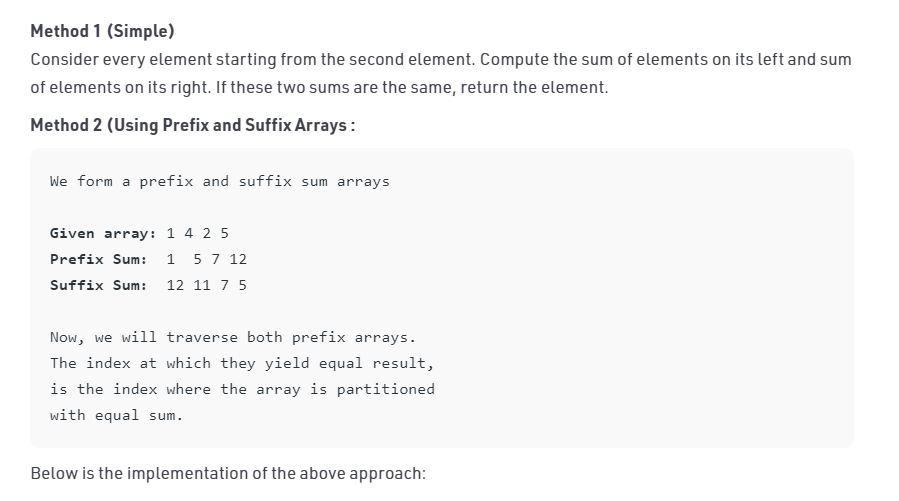 Method 1 (Simple)
Consider every element starting from the second element. Compute the sum of elements on its left and sum
of elements on its right. If these two sums are the same, return the element.
Method 2 (Using Prefix and Suffix Arrays :
We form a prefix and suffix sum arrays
Given array: 1 4 2 5
Prefix Sum:  1  5 7 12
Suffix Sum:  12 11 7 5
Now, we will traverse both prefix arrays.
The index at which they yield equal result,
is the index where the array is partitioned
with equal sum.
Below is the implementation of the above approach: